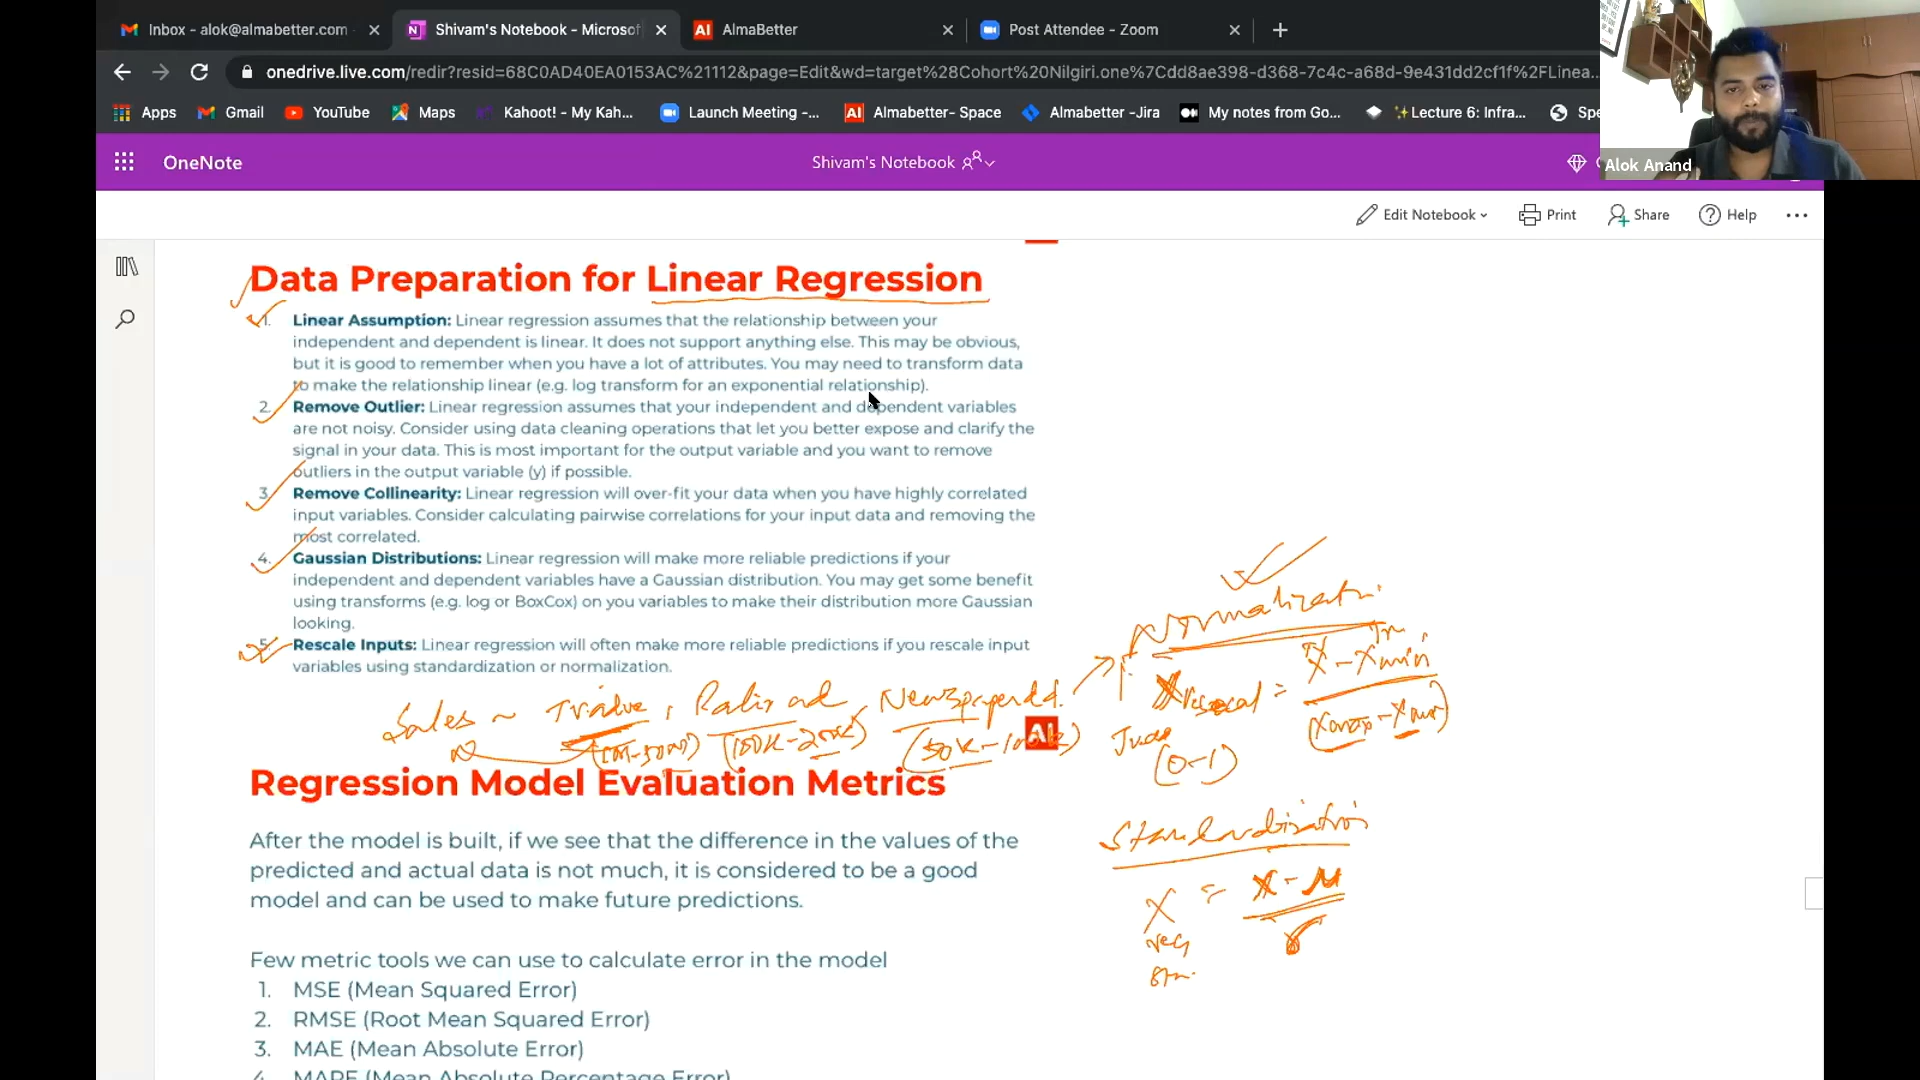 Inbox - alok@almabetter.com
Shivam's Notebook - Microsof
AI AlmaBetter
Post Attendee - Zoom
onedrive.live.com/redir?resid=68C0AD40EA0153AC%21112&page=Edit&wd=target%28Cohort%20Nilgiri.one%7Cdd8ae398-d368-7c4c-a68d-9e431dd2cf1f%2FLinea...
Apps
Gmail
YouTube
Maps
Kahoot! - My Kah...
Launch Meeting -...
AI Almabetter- Space
Almabetter -Jira
My notes from Go...
Lecture 6: Infra...
Spe
Alok Anand
OneNote
Shivam's Notebook
Edit Notebook
Print
Share
Help
Data Preparation for Linear Regression
1. Linear Assumption: Linear regression assumes that the relationship between your
independent and dependent is linear. It does not support anything else. This may be obvious,
but it is good to remember when you have a lot of attributes. You may need to transform data
to make the relationship linear (e.g. log transform for an exponential relationship).
2. Remove Outlier: Linear regression assumes that your independent and dependent variables
are not noisy. Consider using data cleaning operations that let you better expose and clarify the
signal in your data. This is most important for the output variable and you want to remove
outliers in the output variable (y) if possible.
3. Remove Collinearity: Linear regression will over-fit your data when you have highly correlated
input variables. Consider calculating pairwise correlations for your input data and removing the
most correlated.
4. Gaussian Distributions: Linear regression will make more reliable predictions if your
independent and dependent variables have a Gaussian distribution. You may get some benefit
using transforms (e.g. log or BoxCox) on you variables to make their distribution more Gaussian
looking.
5. Rescale Inputs: Linear regression will often make more reliable predictions if you rescale input
variables using standardization or normalization.
Sales ~
(0-1)
X - Xmin
(Xmax - Xmin)
AI
Regression Model Evaluation Metrics
After the model is built, if we see that the difference in the values of the
predicted and actual data is not much, it is considered to be a good
model and can be used to make future predictions.
X = X - μ
σ
Few metric tools we can use to calculate error in the model
1. MSE (Mean Squared Error)
2. RMSE (Root Mean Squared Error)
3. MAE (Mean Absolute Error)
4. MAPE (Mean Absolute Percentage Error)